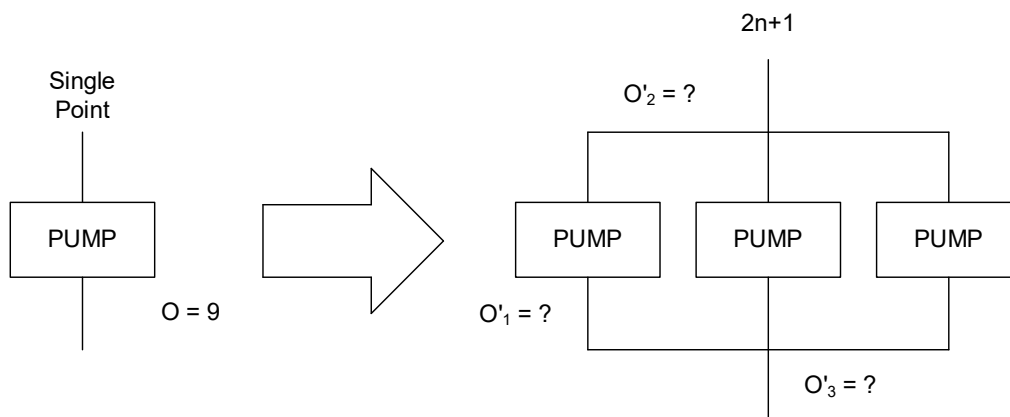 2n+1
Single
Point
O'₂ = ?
PUMP
PUMP
PUMP
PUMP
O = 9
O'₁ = ?
O'₃ = ?